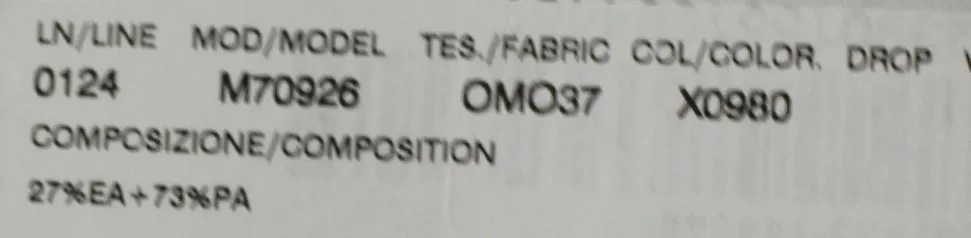 LN/LINE MOD/MODEL TES./FABRIC COL/COLOR. DROP
0124 M70926 OMO37 X0980
COMPOSIZIONE/COMPOSITION
27%EA+73%PA